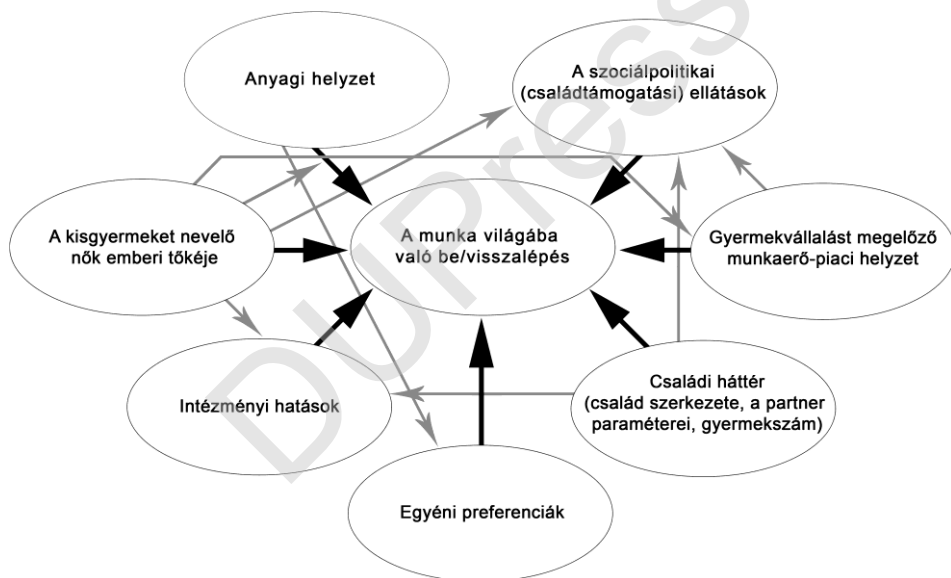 Anyagi helyzet
A szociálpolitikai
(családtámogatási) ellátások
A kisgyermeket nevelő
nők emberi tőkéje
A munka világába
való be/visszalépés
Gyermekvállalást megelőző
munkaerő-piaci helyzet
Intézményi hatások
Családi háttér
(család szerkezete, a partner
paraméterei, gyermekszám)
Egyéni preferenciák
DUPress